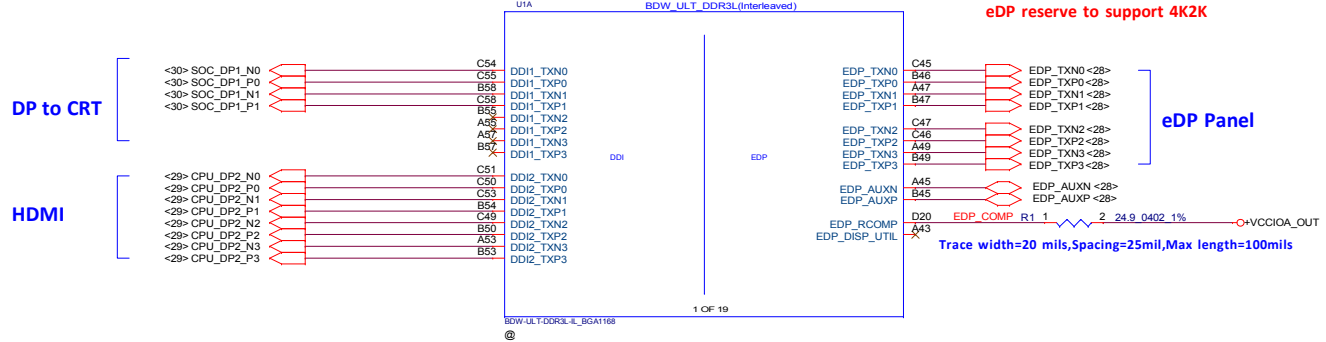 U1A
BDW_ULT_DDR3L(Interleaved)
eDP reserve to support 4K2K
DP to CRT
<30> SOC_DP1_N0 C54 DDI1_TXN0
<30> SOC_DP1_P0 C55 DDI1_TXP0
<30> SOC_DP1_N1 B58 DDI1_TXN1
<30> SOC_DP1_P1 C58 DDI1_TXP1
B55 DDI1_TXN2
A55 DDI1_TXP2
A57 DDI1_TXN3
B57 DDI1_TXP3
HDMI
<29> CPU_DP2_N0 C51 DDI2_TXN0
<29> CPU_DP2_P0 C50 DDI2_TXP0
<29> CPU_DP2_N1 C53 DDI2_TXN1
<29> CPU_DP2_P1 B54 DDI2_TXP1
<29> CPU_DP2_N2 C49 DDI2_TXN2
<29> CPU_DP2_P2 B50 DDI2_TXP2
<29> CPU_DP2_N3 A53 DDI2_TXN3
<29> CPU_DP2_P3 B53 DDI2_TXP3
DDI
EDP
EDP_TXN0 C45 EDP_TXN0 <28>
EDP_TXP0 B46 EDP_TXP0 <28>
EDP_TXN1 A47 EDP_TXN1 <28>
EDP_TXP1 B47 EDP_TXP1 <28>
EDP_TXN2 C47 EDP_TXN2 <28>
EDP_TXP2 C46 EDP_TXP2 <28>
EDP_TXN3 A49 EDP_TXN3 <28>
EDP_TXP3 B49 EDP_TXP3 <28>
eDP Panel
EDP_AUXN A45 EDP_AUXN <28>
EDP_AUXP B45 EDP_AUXP <28>
EDP_RCOMP D20 EDP_COMP R1 1 2 24.9_0402_1% +VCCIOA_OUT
EDP_DISP_UTIL A43
Trace width=20 mils,Spacing=25mil,Max length=100mils
1 OF 19
BDW-ULT-DDR3L-IL_BGA1168
@